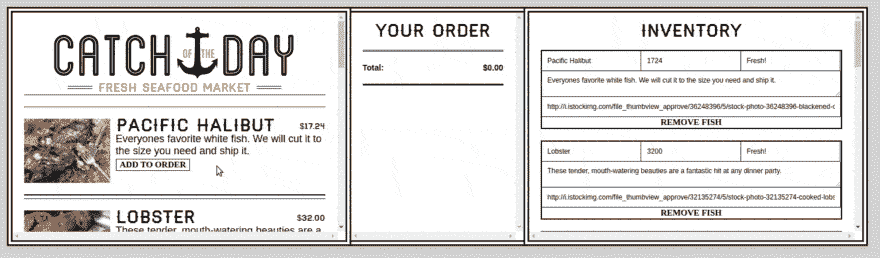 CATCH OF THE DAY
FRESH SEAFOOD MARKET
PACIFIC HALIBUT $17.24
Everyones favorite white fish. We will cut it to
the size you need and ship it.
ADD TO ORDER
LOBSTER $32.00
These tender, mouth-watering beauties are a
YOUR ORDER
Total: $0.00
INVENTORY
Pacific Halibut 1724 Fresh!
Everyones favorite white fish. We will cut it to the size you need and ship it.
http://i.istockimg.com/file_thumbview_approve/36248396/5/stock-photo-36248396-blackened-c
REMOVE FISH
Lobster 3200 Fresh!
These tender, mouth-watering beauties are a fantastic hit at any dinner party.
http://i.istockimg.com/file_thumbview_approve/32135274/5/stock-photo-32135274-cooked-lobs
REMOVE FISH